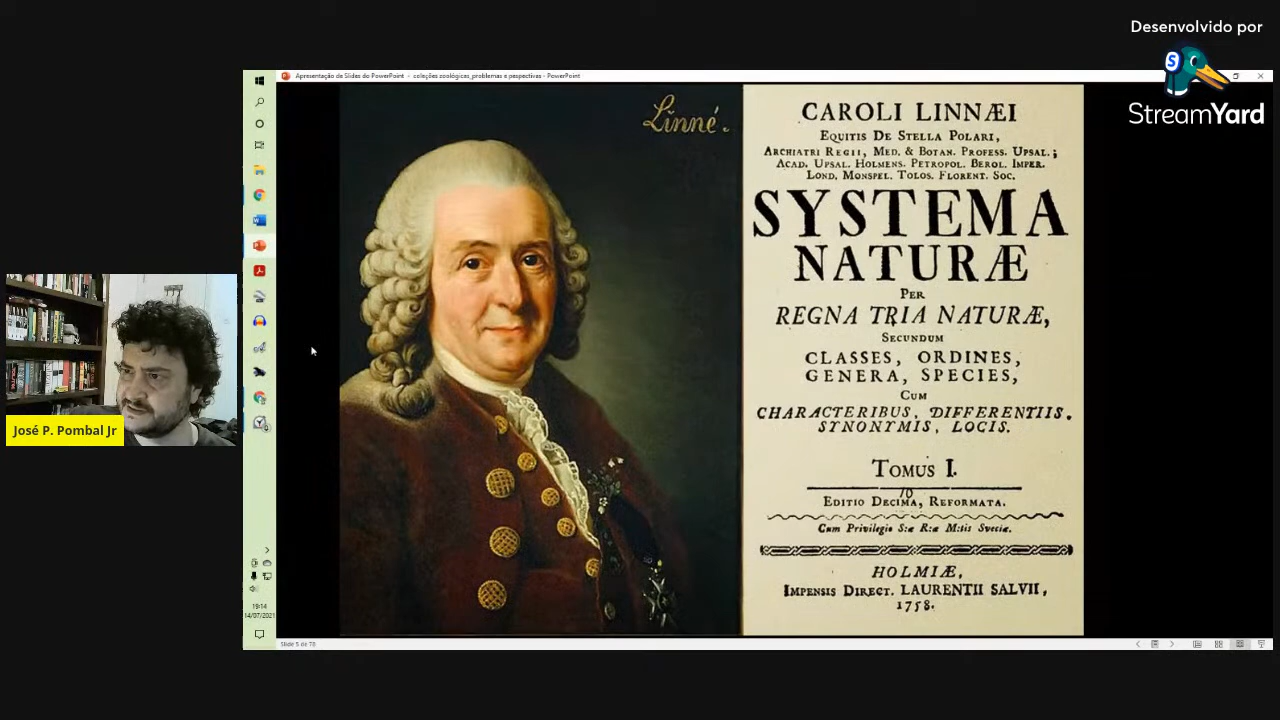 Desenvolvido por
StreamYard
Apresentação de Slides do PowerPoint - coleções zoológicas_problemas e pespectivas - PowerPoint
Linné.
CAROLI LINNÆI
EQUITIS DE STELLA POLARI,
ARCHIATRI REGII, MED. & BOTAN. PROFESS. UPSAL.;
ACAD. UPSAL. HOLMENS. PETROPOL. BEROL. IMPER.
LOND. MONSPEL. TOLOS. FLORENT. SOC.
SYSTEMA
NATURÆ
PER
REGNA TRIA NATURÆ,
SECUNDUM
CLASSES, ORDINES,
GENERA, SPECIES,
CUM
CHARACTERIBUS, DIFFERENTIIS.
SYNONYMIS, LOCIS.
TOMUS I.
10
EDITIO DECIMA, REFORMATA.
Cum Privilegio S:æ R:æ M:tis Sveciæ.
HOLMIÆ,
IMPENSIS DIRECT. LAURENTII SALVII,
1758.
José P. Pombal Jr
19:14
14/07/2021
Slide 5 de 78